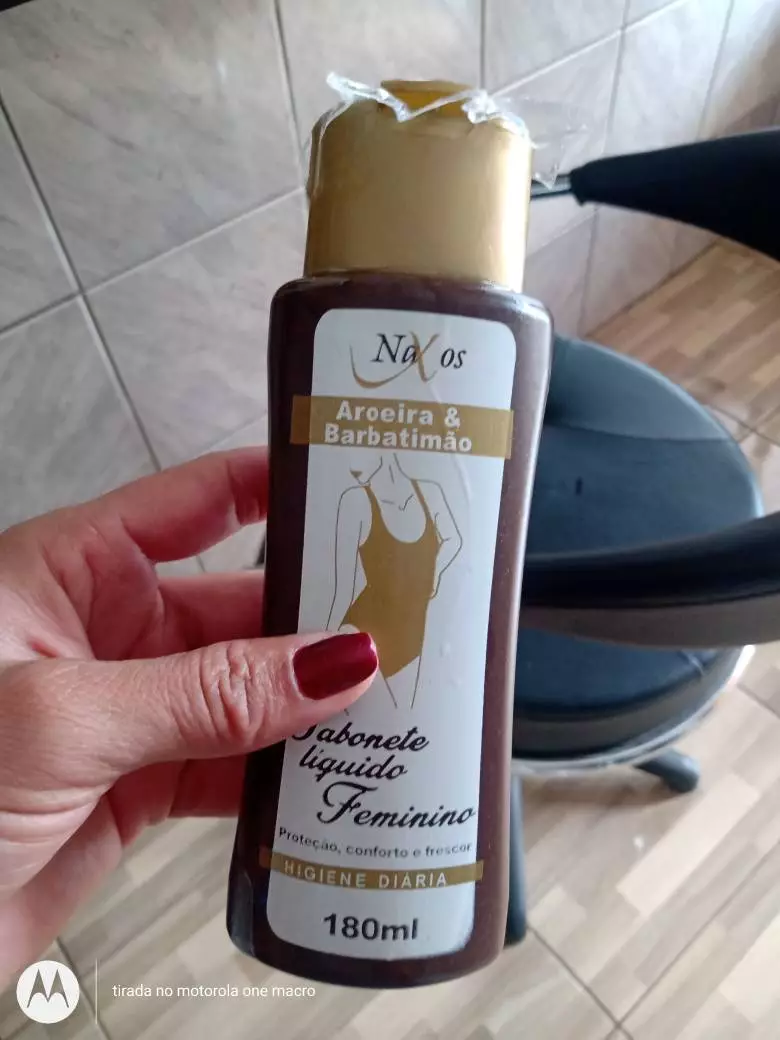 Naxos
Aroeira &
Barbatimão
Sabonete
líquido
Feminino
Proteção, conforto e frescor
HIGIENE DIÁRIA
180ml
tirada no motorola one macro